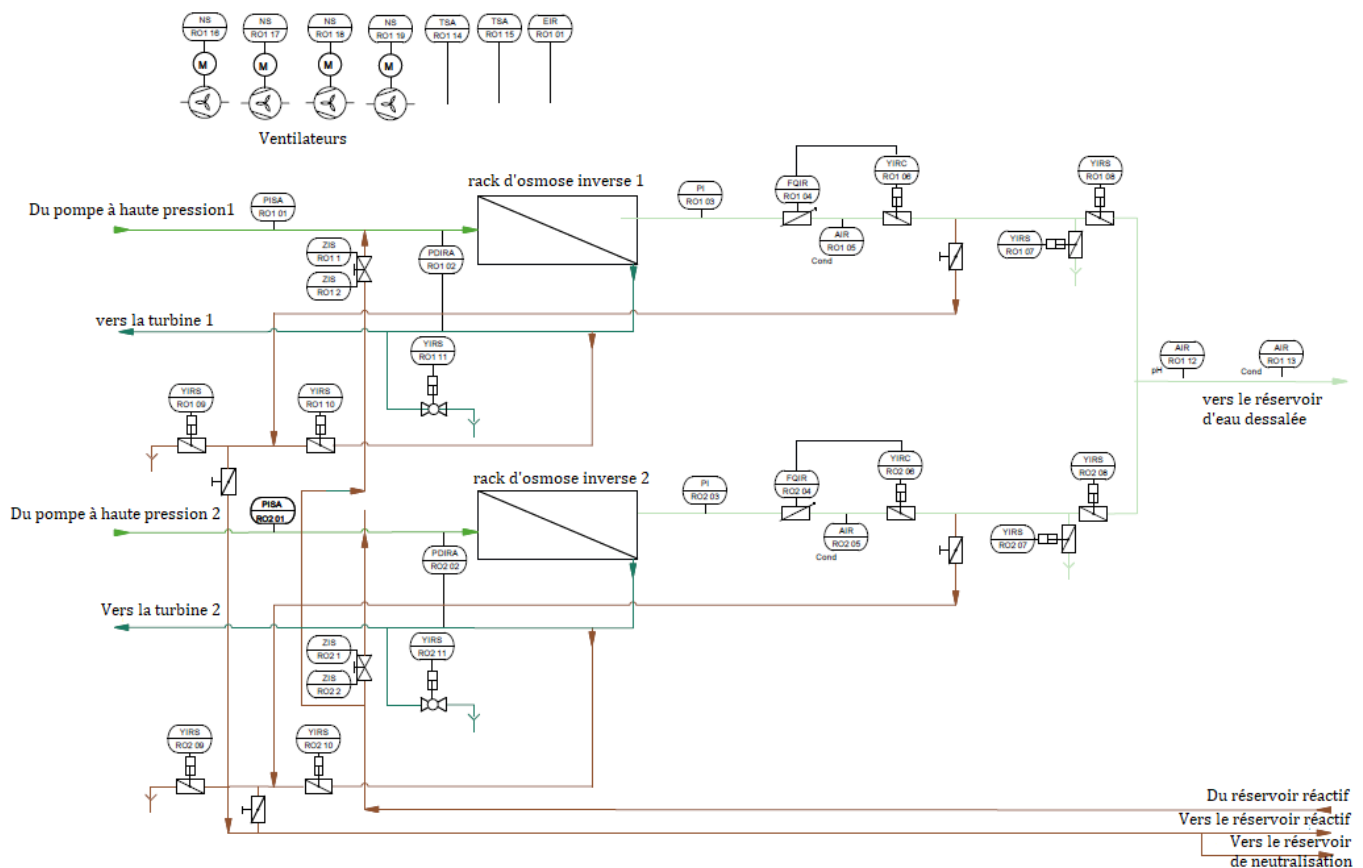 NS
RO1 16
NS
RO1 17
NS
RO1 18
NS
RO1 19
TSA
RO1 14
TSA
RO1 15
EIR
RO1 01
M
M
M
M
Ventilateurs
rack d'osmose inverse 1
Du pompe à haute pression1
PISA
RO1 01
ZIS
RO1 1
ZIS
RO1 2
PDIRA
RO1 02
PI
RO1 03
FQIR
RO1 04
AIR
RO1 05
Cond
YIRC
RO1 06
YIRS
RO1 07
YIRS
RO1 08
vers la turbine 1
YIRS
RO1 11
YIRS
RO1 09
YIRS
RO1 10
AIR
RO1 12
pH
AIR
RO1 13
Cond
vers le réservoir
d'eau dessalée
rack d'osmose inverse 2
Du pompe à haute pression 2
PISA
RO2 01
PDIRA
RO2 02
PI
RO2 03
FQIR
RO2 04
AIR
RO2 05
Cond
YIRC
RO2 06
YIRS
RO2 07
YIRS
RO2 08
Vers la turbine 2
ZIS
RO2 1
ZIS
RO2 2
YIRS
RO2 11
YIRS
RO2 09
YIRS
RO2 10
Du réservoir réactif
Vers le réservoir réactif
Vers le réservoir
de neutralisation